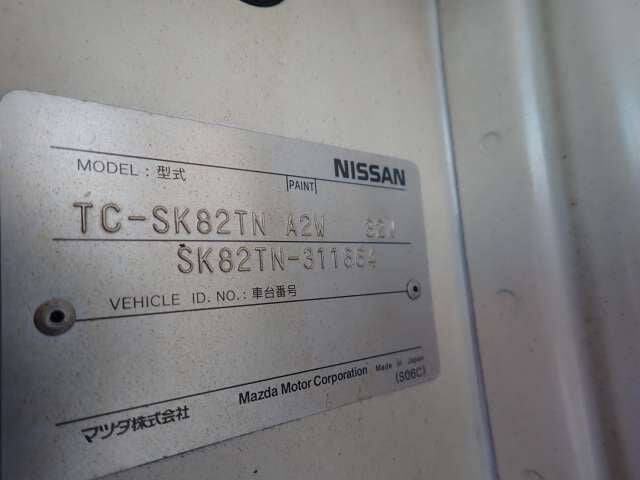 NISSAN
MODEL : 型式
PAINT
TC-SK82TN A2W
SK82TN-311884
VEHICLE ID. NO. : 車台番号
Mazda Motor Corporation Made in Japan
マツダ株式会社
(S06C)